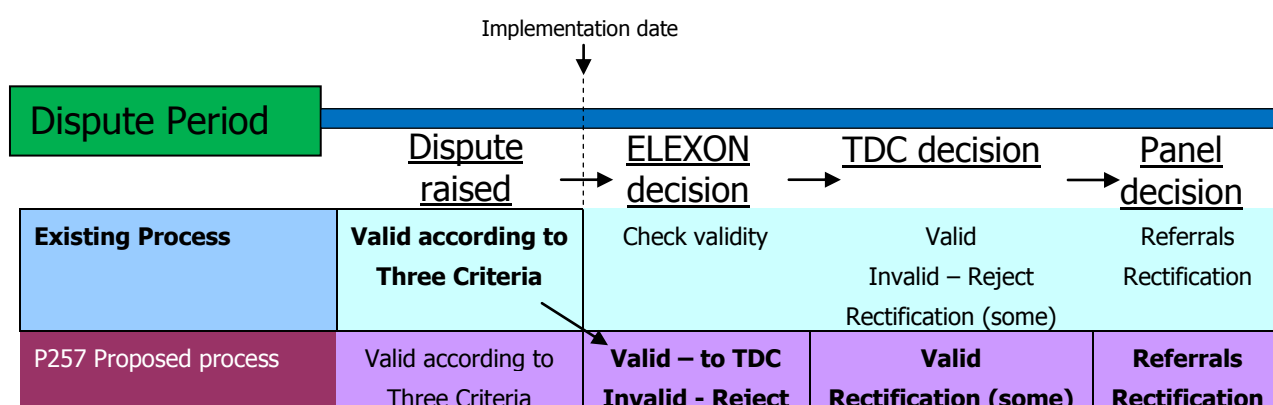 Implementation date
Dispute Period
Dispute raised
ELEXON decision
TDC decision
Panel decision
Existing Process
Valid according to
Three Criteria
Check validity
Valid
Invalid – Reject
Rectification (some)
Referrals
Rectification
P257 Proposed process
Valid according to
Three Criteria
Valid – to TDC
Invalid - Reject
Valid
Rectification (some)
Referrals
Rectification